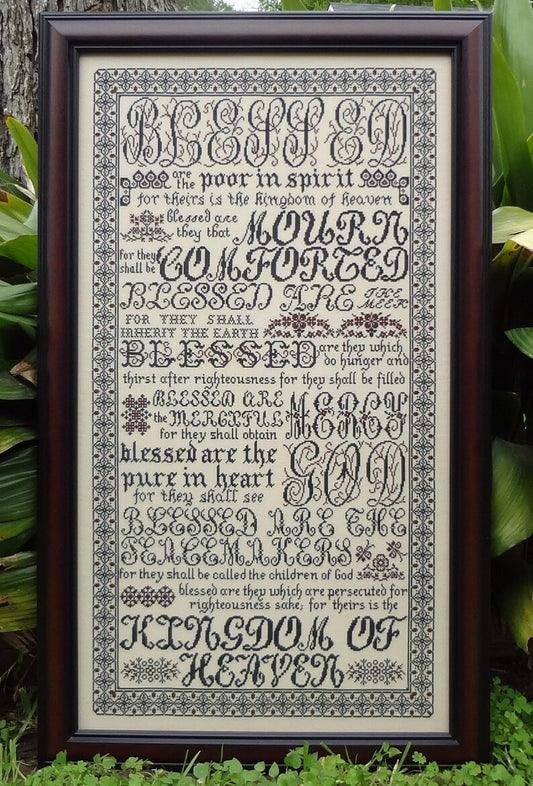 BLESSED
are the poor in spirit
for theirs is the kingdom of heaven
blessed are
they that MOURN
for they
shall be COMFORTED
BLESSED ARE THE MEEK
FOR THEY SHALL
INHERIT THE EARTH
BLESSED are they which
do hunger and
thirst after righteousness for they shall be filled
BLESSED ARE
the MERCIFUL
for they shall obtain MERCY
blessed are the
pure in heart
for they shall see GOD
BLESSED ARE THE
PEACEMAKERS
for they shall be called the children of God
blessed are they which are persecuted for
righteousness sake; for theirs is the
KINGDOM OF
HEAVEN